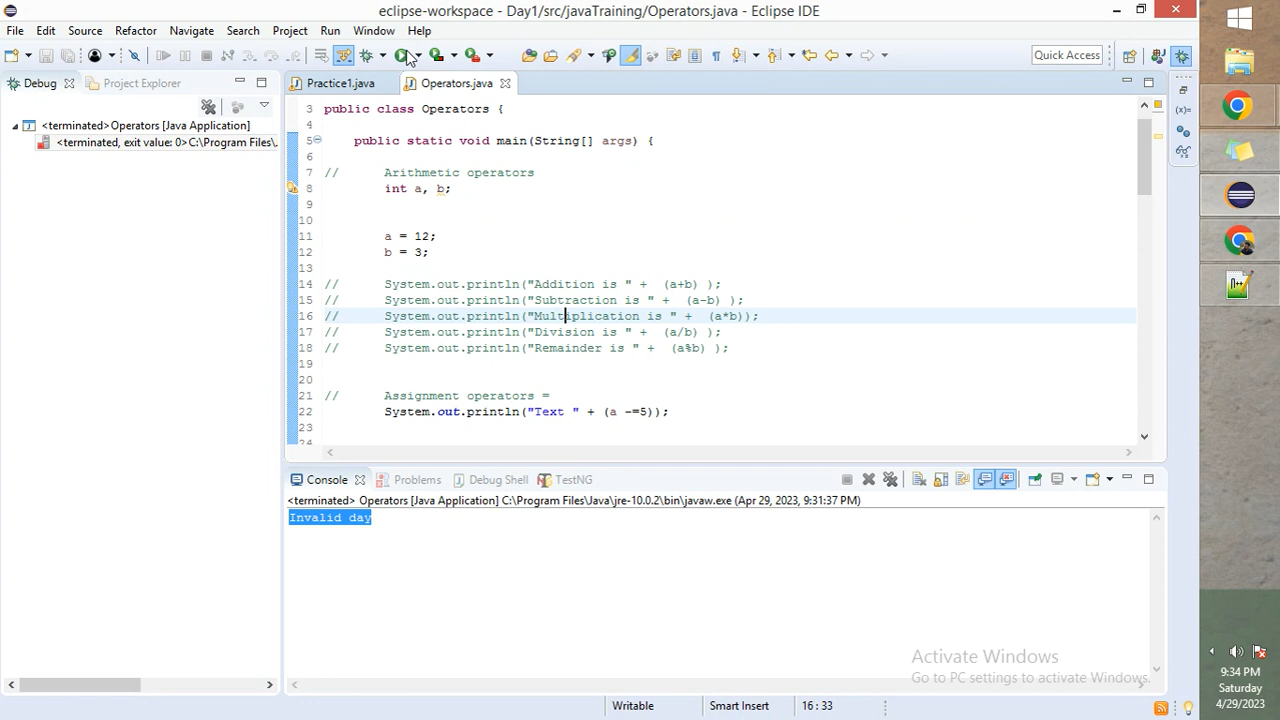 eclipse-workspace - Day1/src/javaTraining/Operators.java - Eclipse IDE
File Edit Source Refactor Navigate Search Project Run Window Help
Quick Access
Debug Project Explorer
Practice1.java Operators.java
<terminated>Operators [Java Application]
<terminated, exit value: 0>C:\Program Files\
3 public class Operators {
4
5 public static void main(String[] args) {
6
7 // Arithmetic operators
8 int a, b;
9
10
11 a = 12;
12 b = 3;
13
14 // System.out.println("Addition is " + (a+b) );
15 // System.out.println("Subtraction is " + (a-b) );
16 // System.out.println("Multiplication is " + (a*b));
17 // System.out.println("Division is " + (a/b) );
18 // System.out.println("Remainder is " + (a%b) );
19
20
21 // Assignment operators =
22 System.out.println("Text " + (a -=5));
23
24
Console Problems Debug Shell TestNG
<terminated> Operators [Java Application] C:\Program Files\Java\jre-10.0.2\bin\javaw.exe (Apr 29, 2023, 9:31:37 PM)
Invalid day
Activate Windows
Go to PC settings to activate Windows.
Writable Smart Insert 16 : 33
9:34 PM
Saturday
4/29/2023